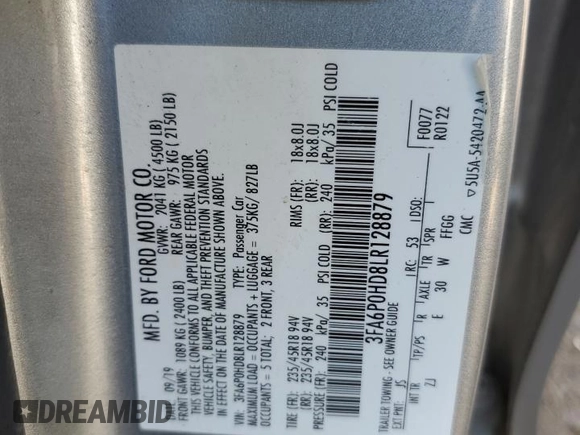 MFD. BY FORD MOTOR CO.
DATE: 09/19 GVWR: 2041 KG ( 4500 LB)
FRONT GAWR: 1089 KG ( 2400 LB) REAR GAWR: 975 KG ( 2150 LB)
THIS VEHICLE CONFORMS TO ALL APPLICABLE FEDERAL MOTOR
VEHICLE SAFETY, BUMPER, AND THEFT PREVENTION STANDARDS
IN EFFECT ON THE DATE OF MANUFACTURE SHOWN ABOVE.
VIN: 3FA6P0HD8LR128879 TYPE: Passenger Car
MAXIMUM LOAD = OCCUPANTS + LUGGAGE = 375KG/ 827LB
OCCUPANTS = 5 TOTAL; 2 FRONT, 3 REAR
TIRE (FR): 235/45R18 94V RIMS (FR): 18x8.0J
(RR): 235/45R18 94V (RR): 18x8.0J
PRESSURE (FR): 240 kPa/ 35 PSI COLD (RR): 240 kPa/ 35 PSI COLD
3FA6P0HD8LR128879
TRAILER TOWING - SEE OWNER GUIDE F0077
EXT PNT: JS RC: 53 DSO: R0122
INT TR TP/PS R AXLE TR SPR
ZJ E 30 W FFGG
CMC ▽5U5A-5420472-AA
DREAMBID